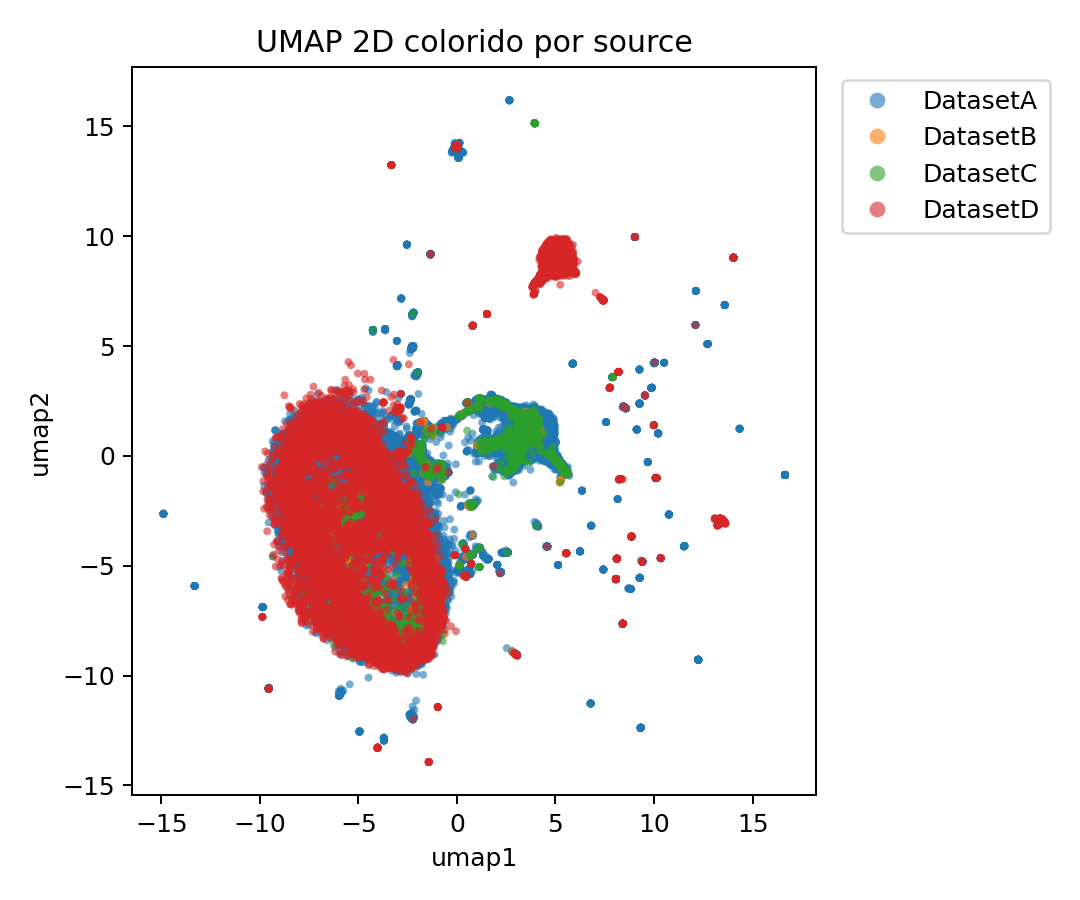 UMAP 2D colorido por source
DatasetA
DatasetB
DatasetC
DatasetD
umap2
15
10
5
0
−5
−10
−15
−15 −10 −5 0 5 10 15
umap1